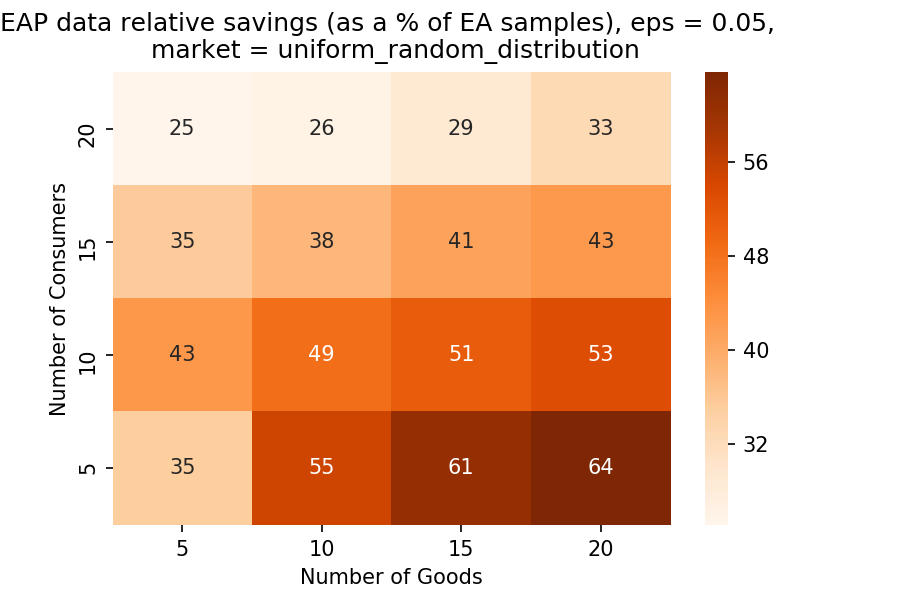 EAP data relative savings (as a % of EA samples), eps = 0.05,
market = uniform_random_distribution
Number of Consumers
20 25 26 29 33
15 35 38 41 43
10 43 49 51 53
5 35 55 61 64
5 10 15 20
Number of Goods
56
48
40
32